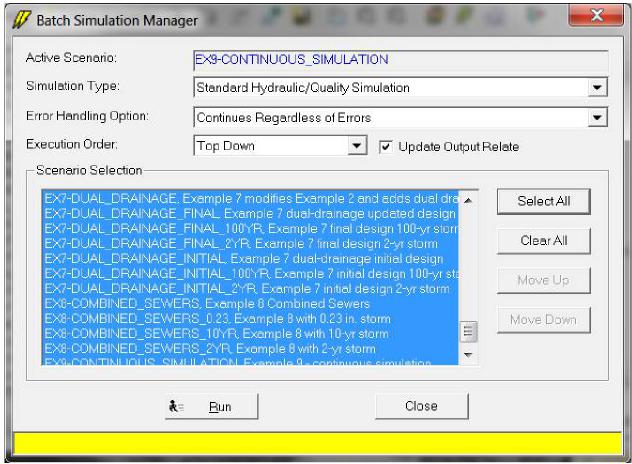 Batch Simulation Manager
Active Scenario: EX9-CONTINUOUS_SIMULATION
Simulation Type: Standard Hydraulic/Quality Simulation
Error Handling Option: Continues Regardless of Errors
Execution Order: Top Down Update Output Relate
Scenario Selection
EX7-DUAL_DRAINAGE, Example 7 modifies Example 2 and adds dual dra
EX7-DUAL_DRAINAGE_FINAL, Example 7 dual-drainage updated design
EX7-DUAL_DRAINAGE_FINAL_100YR, Example 7 final design 100-yr storr
EX7-DUAL_DRAINAGE_FINAL_2YR, Example 7 final design 2-yr storm
EX7-DUAL_DRAINAGE_INITIAL, Example 7 dual-drainage initial design
EX7-DUAL_DRAINAGE_INITIAL_100YR, Example 7 initial design 100-yr sto
EX7-DUAL_DRAINAGE_INITIAL_2YR, Example 7 initial design 2-yr storm
EX8-COMBINED_SEWERS, Example 8 Combined Sewers
EX8-COMBINED_SEWERS_0.23, Example 8 with 0.23 in. storm
EX8-COMBINED_SEWERS_10YR, Example 8 with 10-yr storm
EX8-COMBINED_SEWERS_2YR, Example 8 with 2-yr storm
EX9-CONTINUOUS_SIMULATION, Example 9 - continuous simulation
Select All
Clear All
Move Up
Move Down
Run
Close